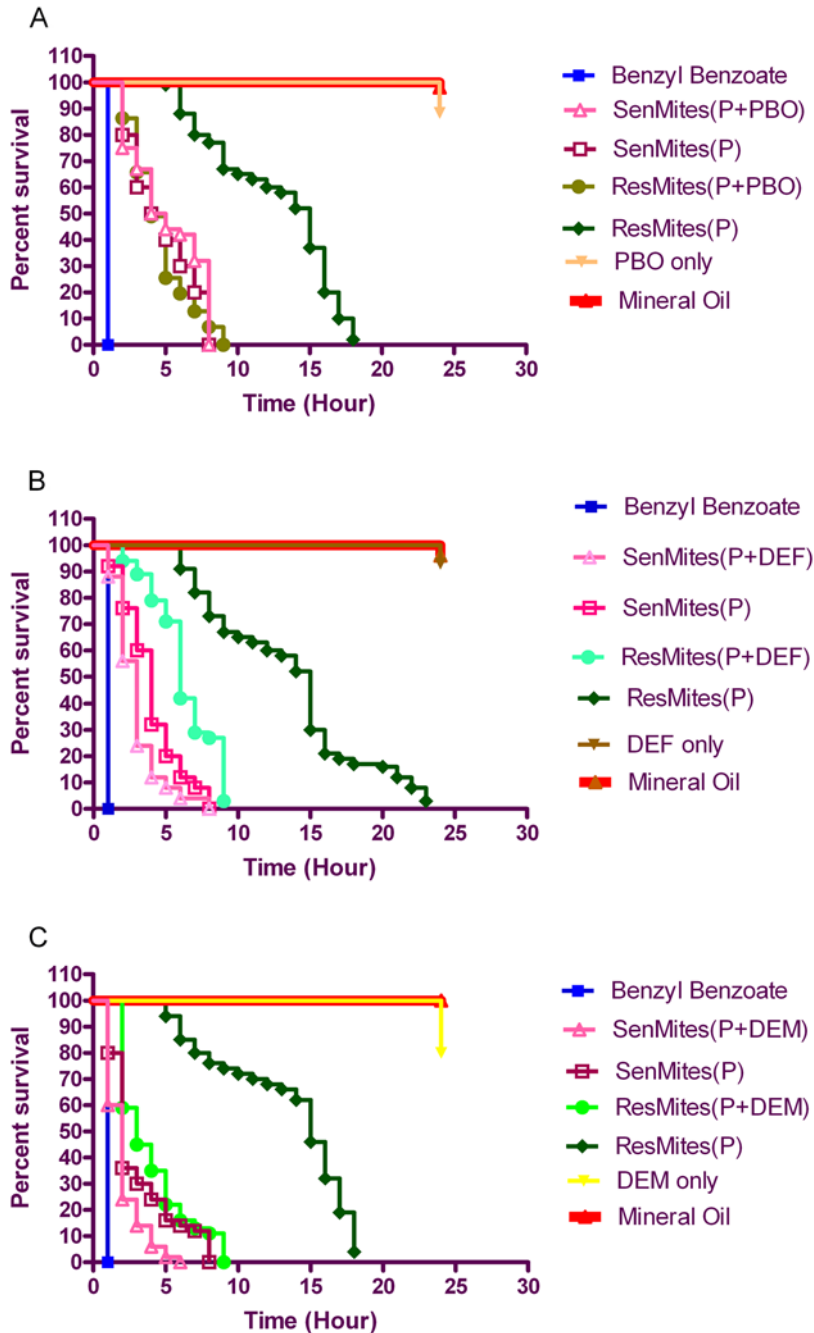 A
110
100
90
80
70
60
50
40
30
20
10
0
Percent survival
0 5 10 15 20 25 30
Time (Hour)
Benzyl Benzoate
SenMites(P+PBO)
SenMites(P)
ResMites(P+PBO)
ResMites(P)
PBO only
Mineral Oil
B
110
100
90
80
70
60
50
40
30
20
10
0
Percent survival
0 5 10 15 20 25 30
Time (Hour)
Benzyl Benzoate
SenMites(P+DEF)
SenMites(P)
ResMites(P+DEF)
ResMites(P)
DEF only
Mineral Oil
C
110
100
90
80
70
60
50
40
30
20
10
0
Percent survival
0 5 10 15 20 25 30
Time (Hour)
Benzyl Benzoate
SenMites(P+DEM)
SenMites(P)
ResMites(P+DEM)
ResMites(P)
DEM only
Mineral Oil